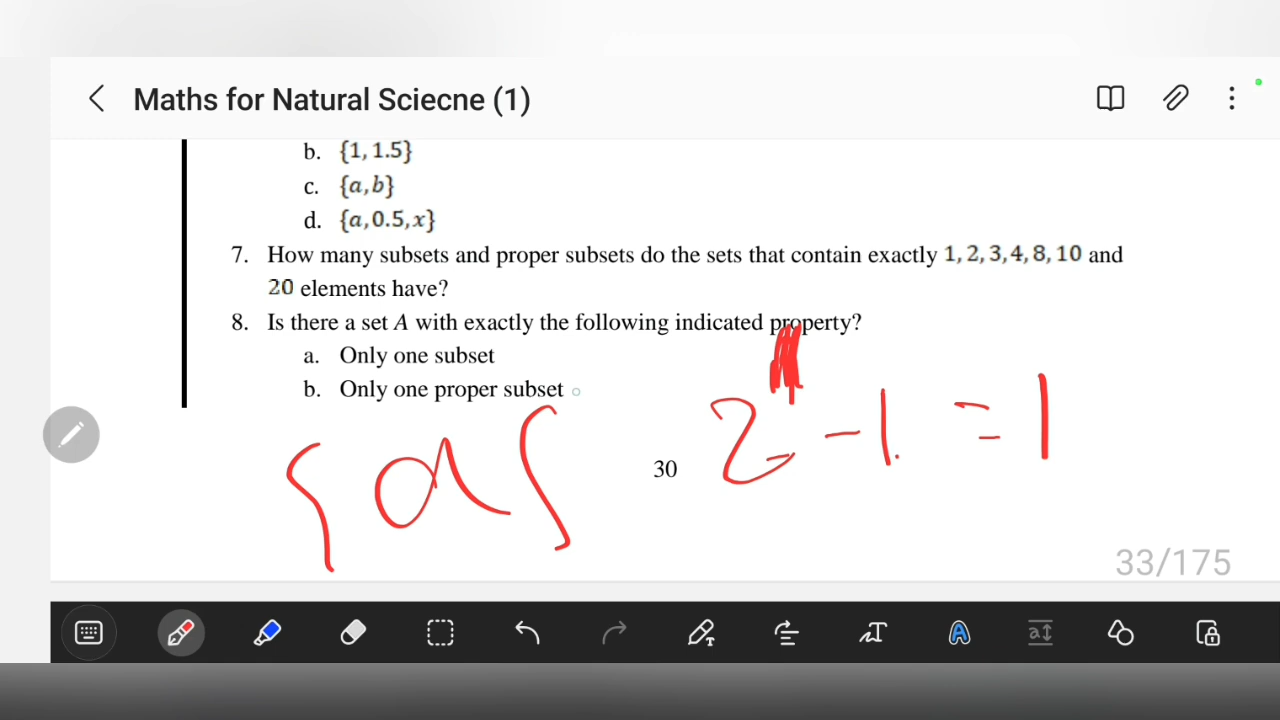 Maths for Natural Sciecne (1)
b. {1, 1.5}
c. {a, b}
d. {a, 0.5, x}
7. How many subsets and proper subsets do the sets that contain exactly 1, 2, 3, 4, 8, 10 and
20 elements have?
8. Is there a set A with exactly the following indicated property?
a. Only one subset
b. Only one proper subset
{a}
2 - 1 = 1
30
33/175